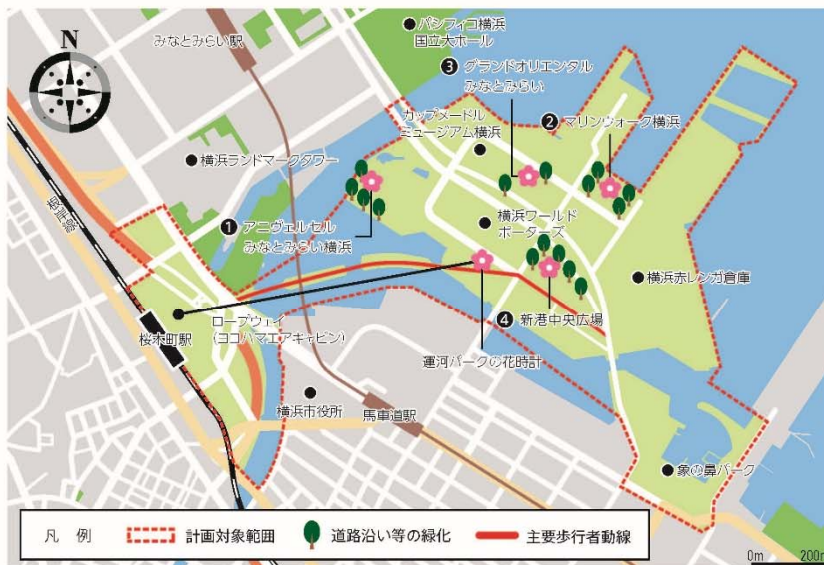 N
みなとみらい駅
パシフィコ横浜
国立大ホール
❸ グランドオリエンタル
みなとみらい
カップメードル
ミュージアム横浜
❷ マリンウォーク横浜
横浜ランドマークタワー
根岸線
❶ アニヴェルセル
みなとみらい横浜
横浜ワールド
ポーターズ
横浜赤レンガ倉庫
ロープウェイ
(ヨコハマエアキャビン)
❹ 新港中央広場
桜木町駅
運河パークの花時計
横浜市役所
馬車道駅
象の鼻パーク
凡 例
計画対象範囲
道路沿い等の緑化
主要歩行者動線
0m
200m